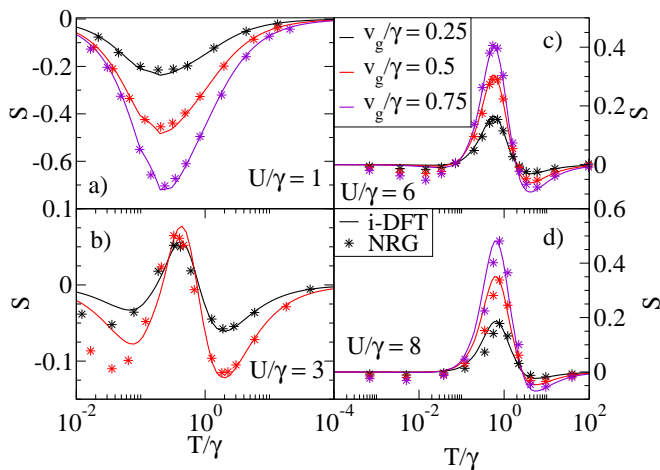 0
-0.2
-0.4
-0.6
S
a)
U/γ = 1
v_g/γ = 0.25
v_g/γ = 0.5
v_g/γ = 0.75
c)
U/γ = 6
0.4
0.2
0
S
0.1
0
-0.1
S
b)
U/γ = 3
i-DFT
NRG
d)
U/γ = 8
0.6
0.4
0.2
0
S
10^-2
10^0
T/γ
10^-4
10^-2
10^0
10^2
T/γ